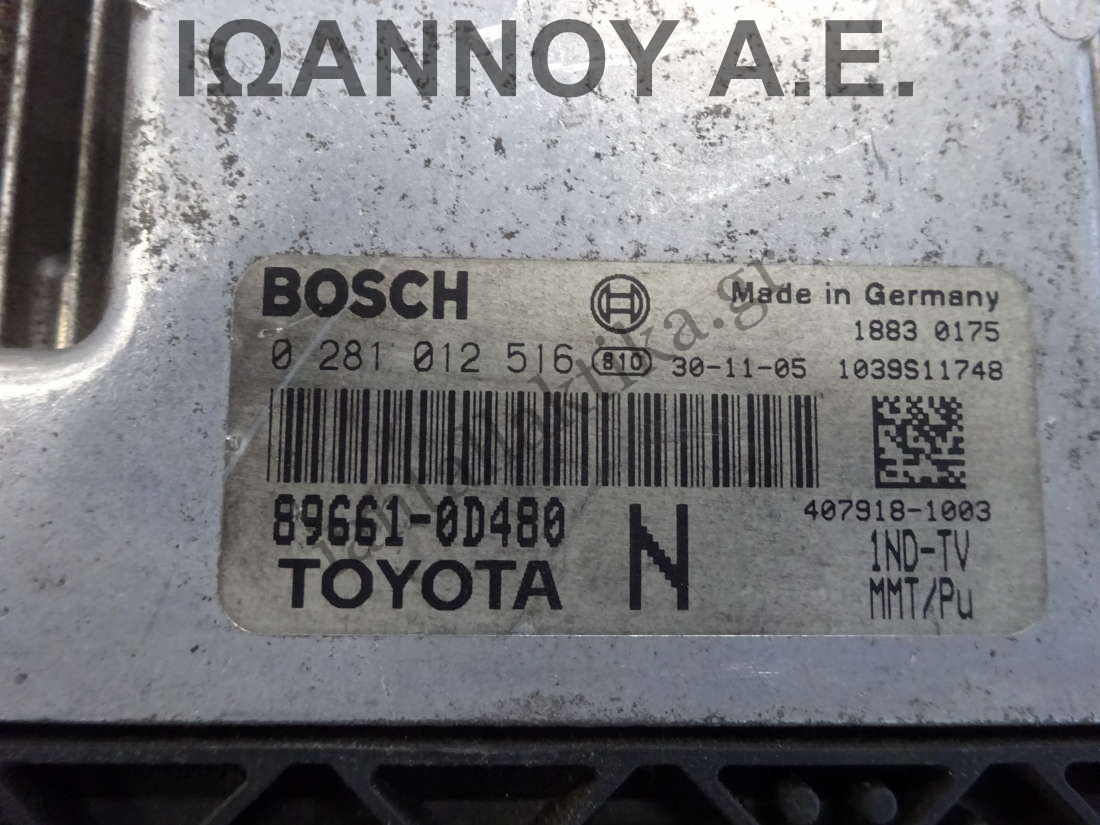 ΙΩΑΝΝΟΥ Α.Ε.
BOSCH
Made in Germany
1883 0175
0 281 012 516 810 30-11-05 1039S11748
89661-0D480
N
407918-1003
TOYOTA
1ND-TV
MMT/Pu